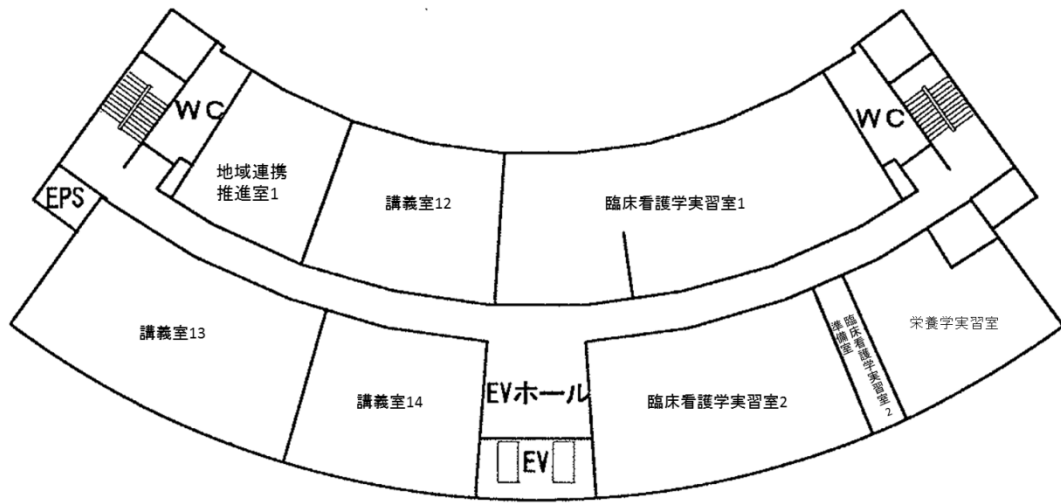 WC
WC
地域連携
推進室1
EPS
講義室12
臨床看護学実習室1
講義室13
講義室14
EVホール
EV
臨床看護学実習室2
臨床看護学実習室2
準備室
栄養学実習室